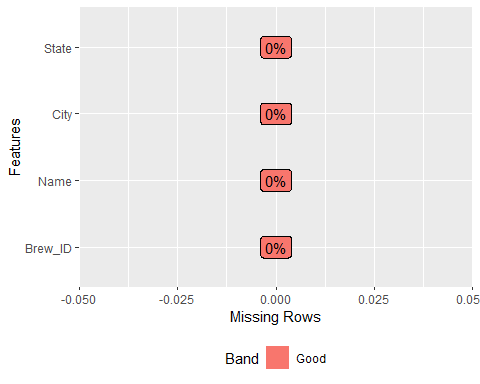 Features
State
0%
City
0%
Name
0%
Brew_ID
0%
-0.050
-0.025
0.000
0.025
0.05
Missing Rows
Band
Good